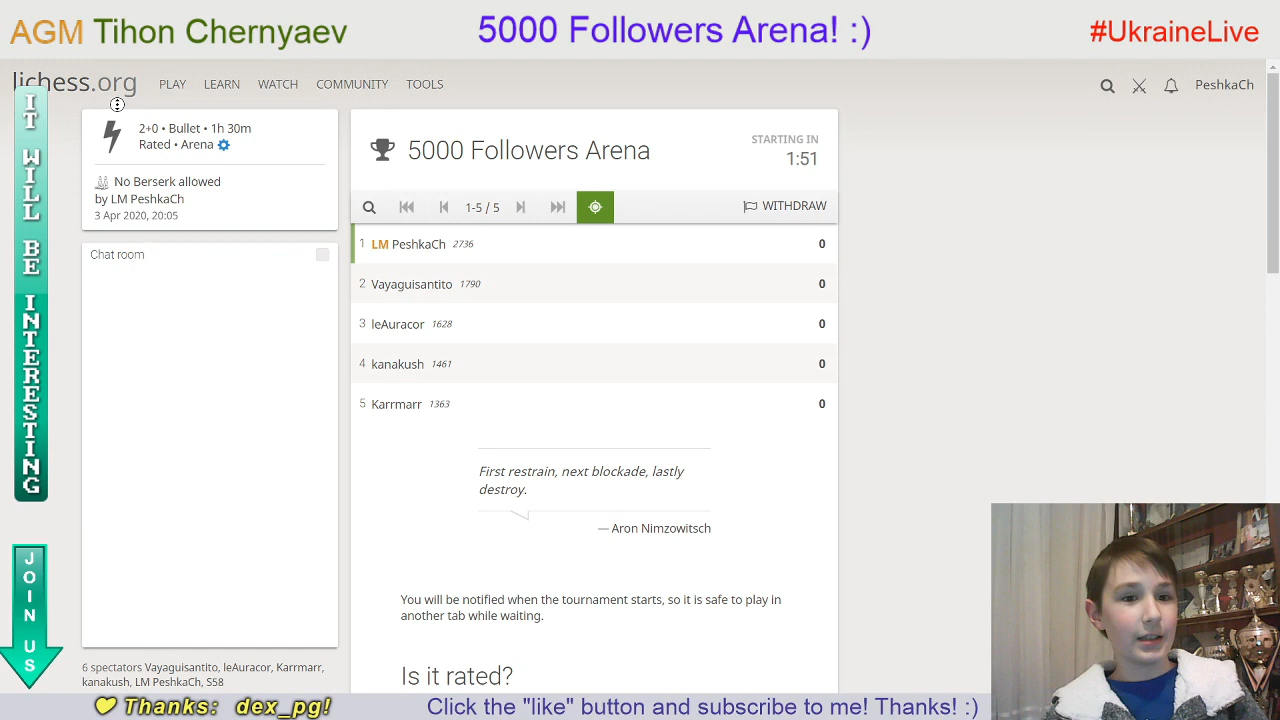 AGM Tihon Chernyaev
5000 Followers Arena! :)
#UkraineLive
lichess.org
PLAY
LEARN
WATCH
COMMUNITY
TOOLS
PeshkaCh
IT WILL BE INTERESTING
JOIN US
2+0 • Bullet • 1h 30m
Rated • Arena
No Berserk allowed
by LM PeshkaCh
3 Apr 2020, 20:05
Chat room
6 spectators Vayaguisantito, leAuracor, Karrmarr,
kanakush, LM PeshkaCh, S58
5000 Followers Arena
STARTING IN
1:51
1-5 / 5
WITHDRAW
1 LM PeshkaCh 2736 0
2 Vayaguisantito 1790 0
3 leAuracor 1628 0
4 kanakush 1461 0
5 Karrmarr 1363 0
First restrain, next blockade, lastly
destroy.
— Aron Nimzowitsch
You will be notified when the tournament starts, so it is safe to play in
another tab while waiting.
Is it rated?
Thanks: dex_pg!
Click the "like" button and subscribe to me! Thanks! :)